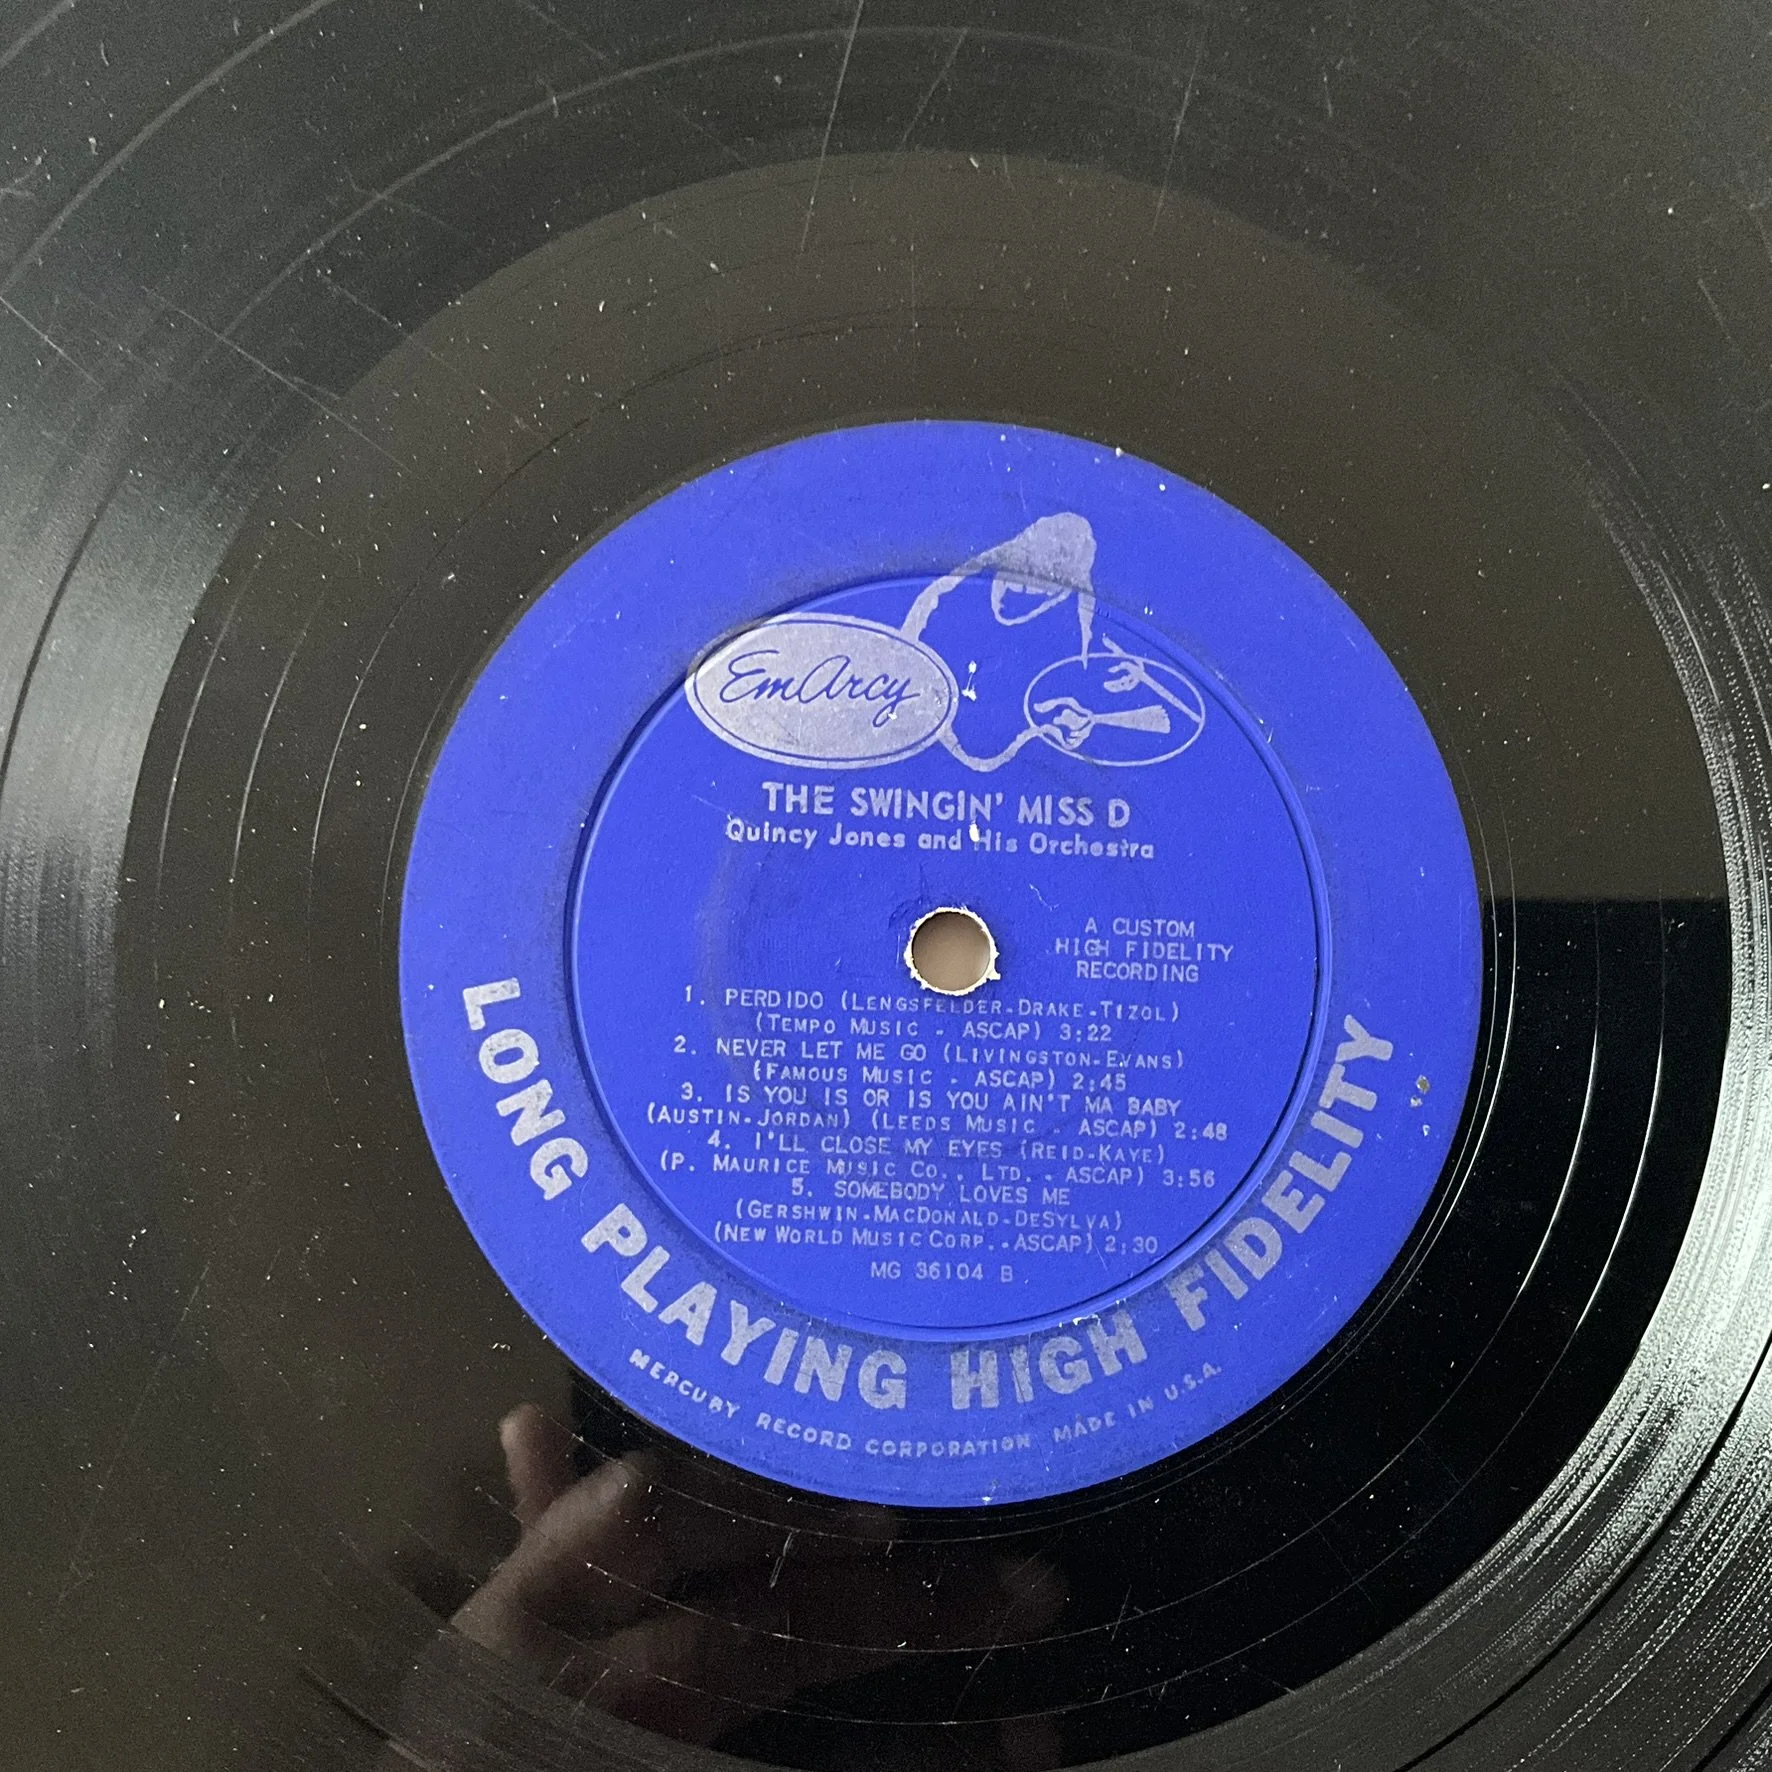 EmArcy
THE SWINGIN' MISS D
Quincy Jones and His Orchestra
A CUSTOM
HIGH FIDELITY
RECORDING
1. PERDIDO (LENGSFELDER-DRAKE-TIZOL)
(TEMPO MUSIC - ASCAP) 3:22
2. NEVER LET ME GO (LIVINGSTON-EVANS)
(FAMOUS MUSIC - ASCAP) 2:45
3. IS YOU IS OR IS YOU AIN'T MA BABY
(AUSTIN-JORDAN) (LEEDS MUSIC - ASCAP) 2:48
4. I'LL CLOSE MY EYES (REID-KAYE)
(P. MAURICE MUSIC CO., LTD. - ASCAP) 3:56
5. SOMEBODY LOVES ME
(GERSHWIN-MACDONALD-DESYLVA)
(NEW WORLD MUSIC CORP.-ASCAP) 2:30
MG 36104 B
LONG PLAYING HIGH FIDELITY
MERCURY RECORD CORPORATION MADE IN U.S.A.